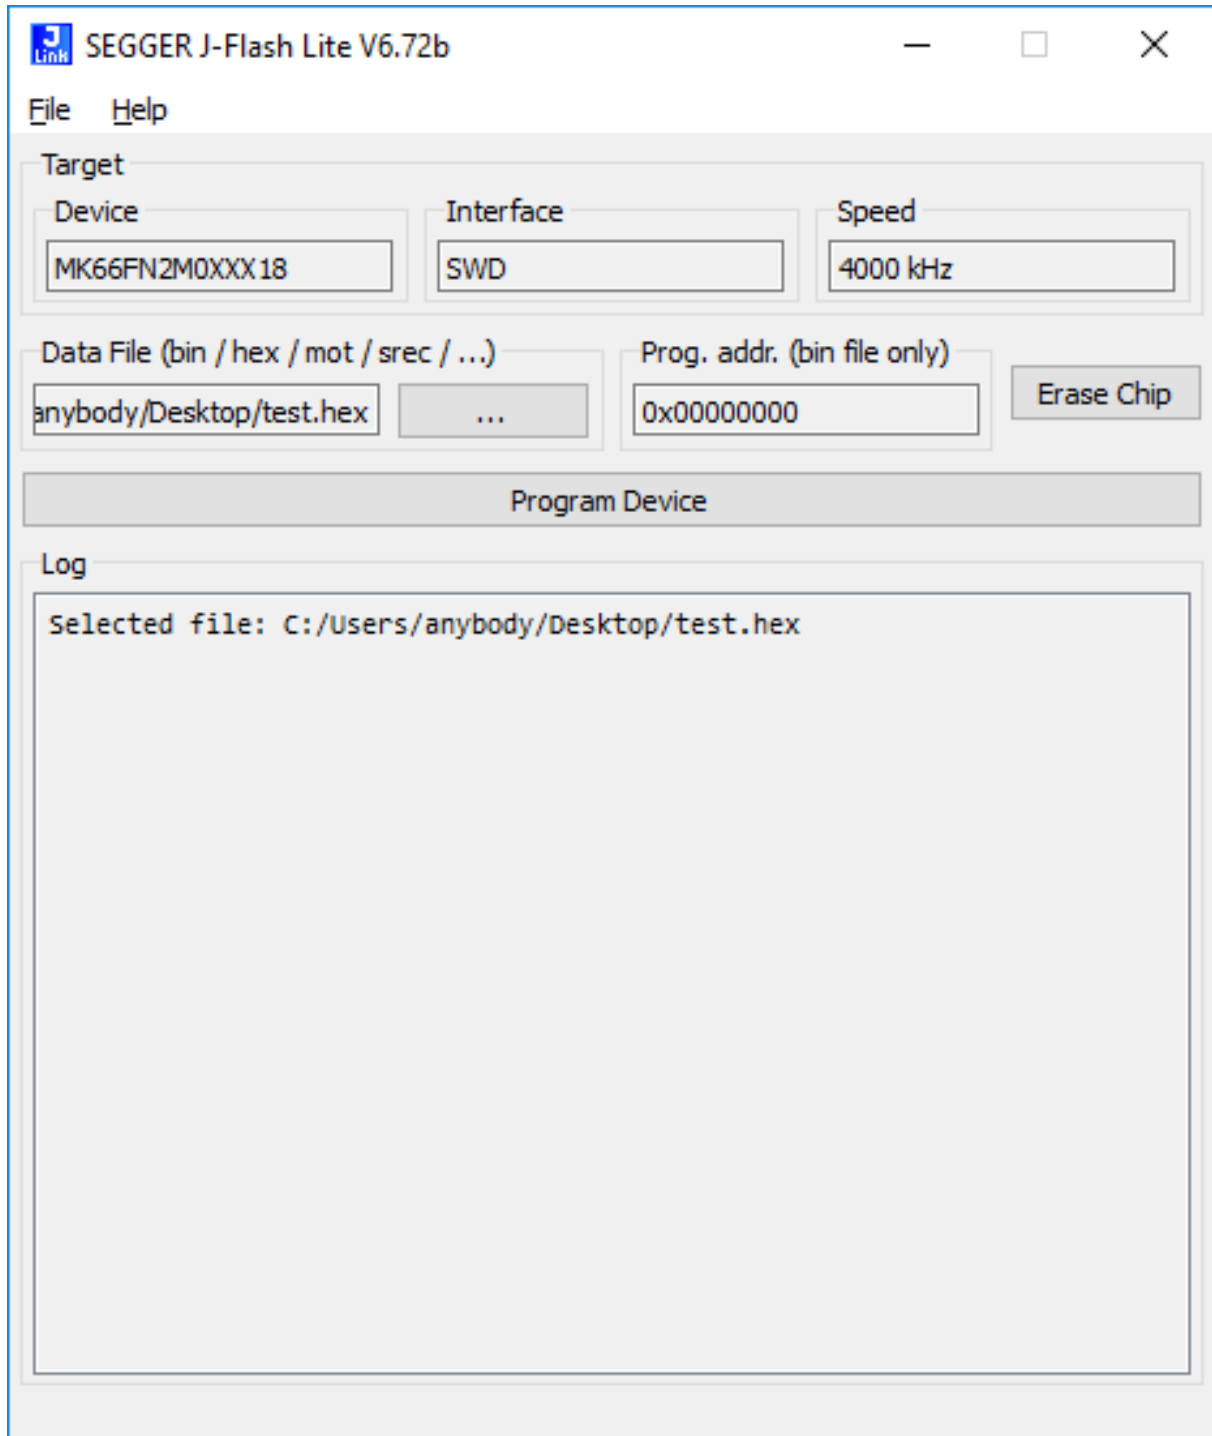 J
Link
SEGGER J-Flash Lite V6.72b
File Help
Target
Device Interface Speed
MK66FN2M0XXX18 SWD 4000 kHz
Data File (bin / hex / mot / srec / ...) Prog. addr. (bin file only)
anybody/Desktop/test.hex ... 0x00000000 Erase Chip
Program Device
Log
Selected file: C:/Users/anybody/Desktop/test.hex